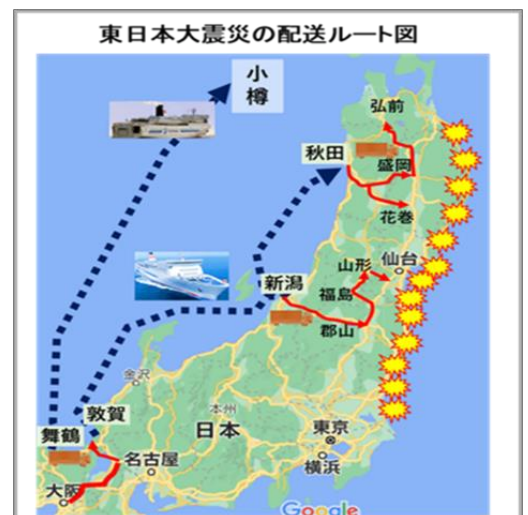 東日本大震災の配送ルート図
小
樽
弘前
秋田
盛岡
花巻
山形
仙台
新潟
福島
郡山
金沢
敦賀
本州
日本
東京
舞鶴
名古屋
横浜
大阪
Google